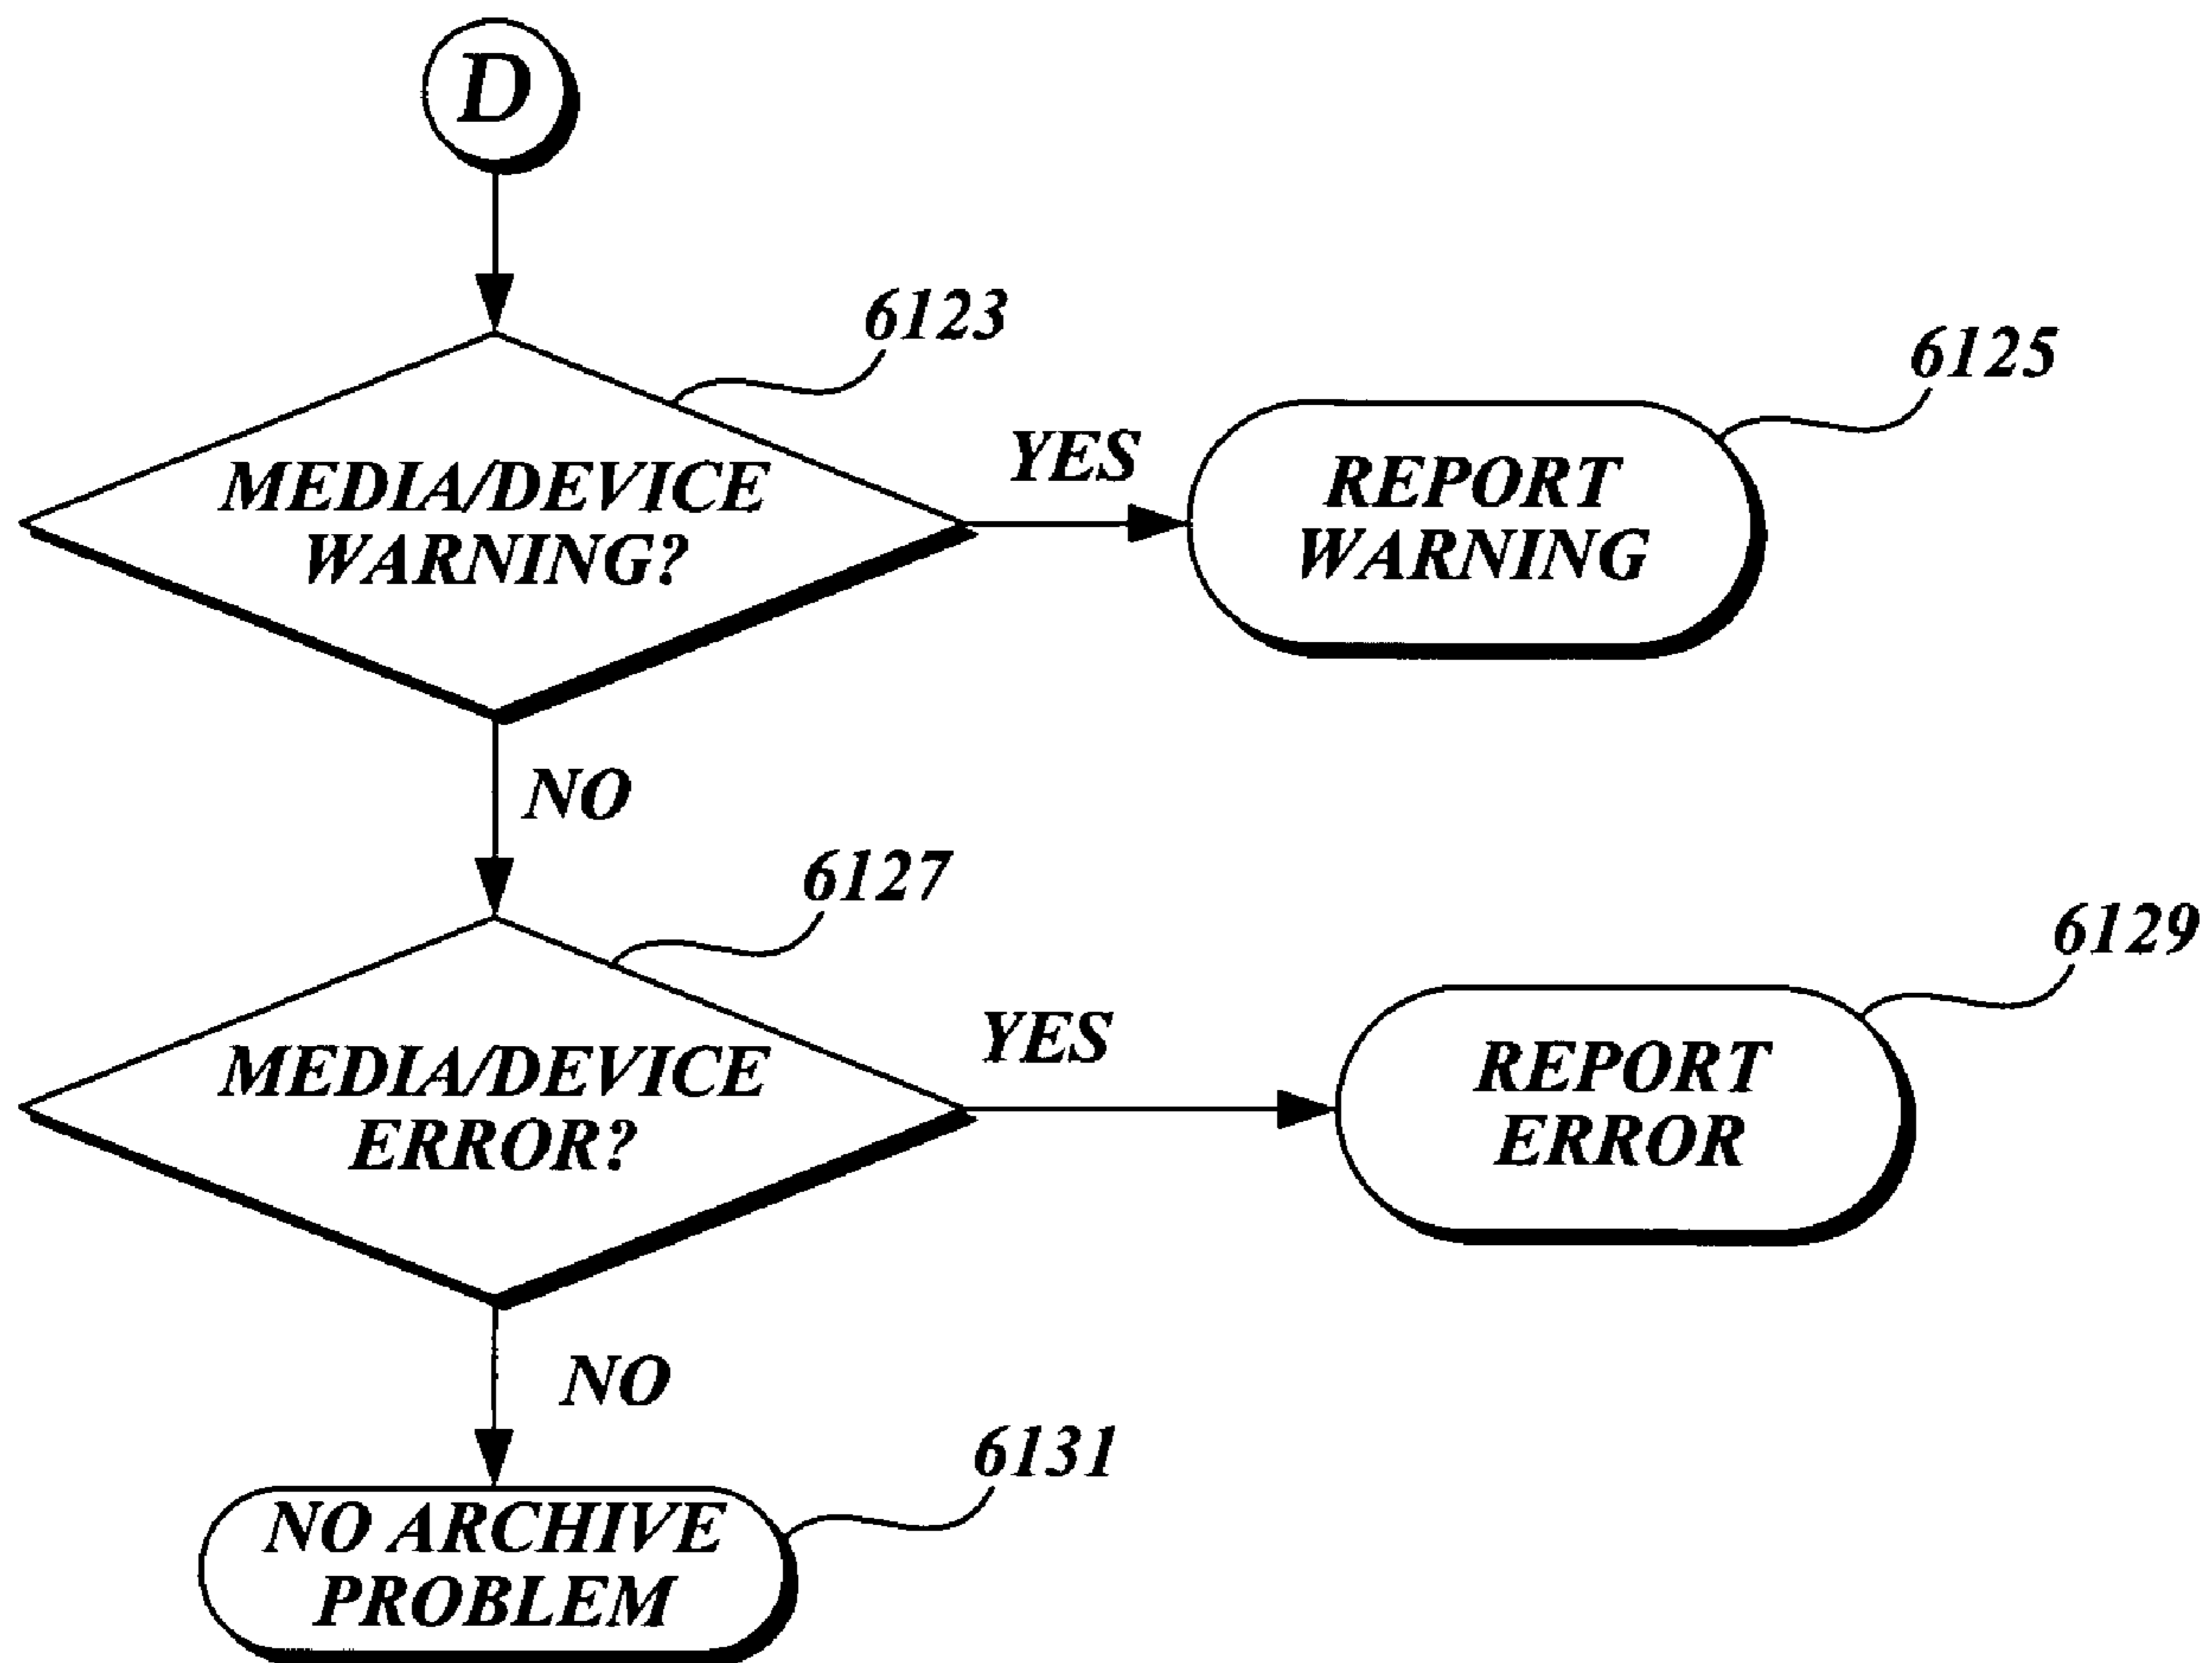 D
6123
6125
MEDIA/DEVICE
WARNING?
YES
REPORT
WARNING
NO
6127
6129
MEDIA/DEVICE
ERROR?
YES
REPORT
ERROR
NO
6131
NO ARCHIVE
PROBLEM